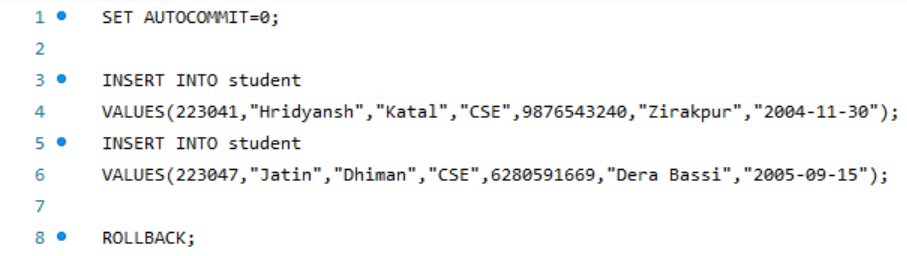 1 SET AUTOCOMMIT=0;
2
3 INSERT INTO student
4 VALUES(223041,"Hridyansh","Katal","CSE",9876543240,"Zirakpur","2004-11-30");
5 INSERT INTO student
6 VALUES(223047,"Jatin","Dhiman","CSE",6280591669,"Dera Bassi","2005-09-15");
7
8 ROLLBACK;